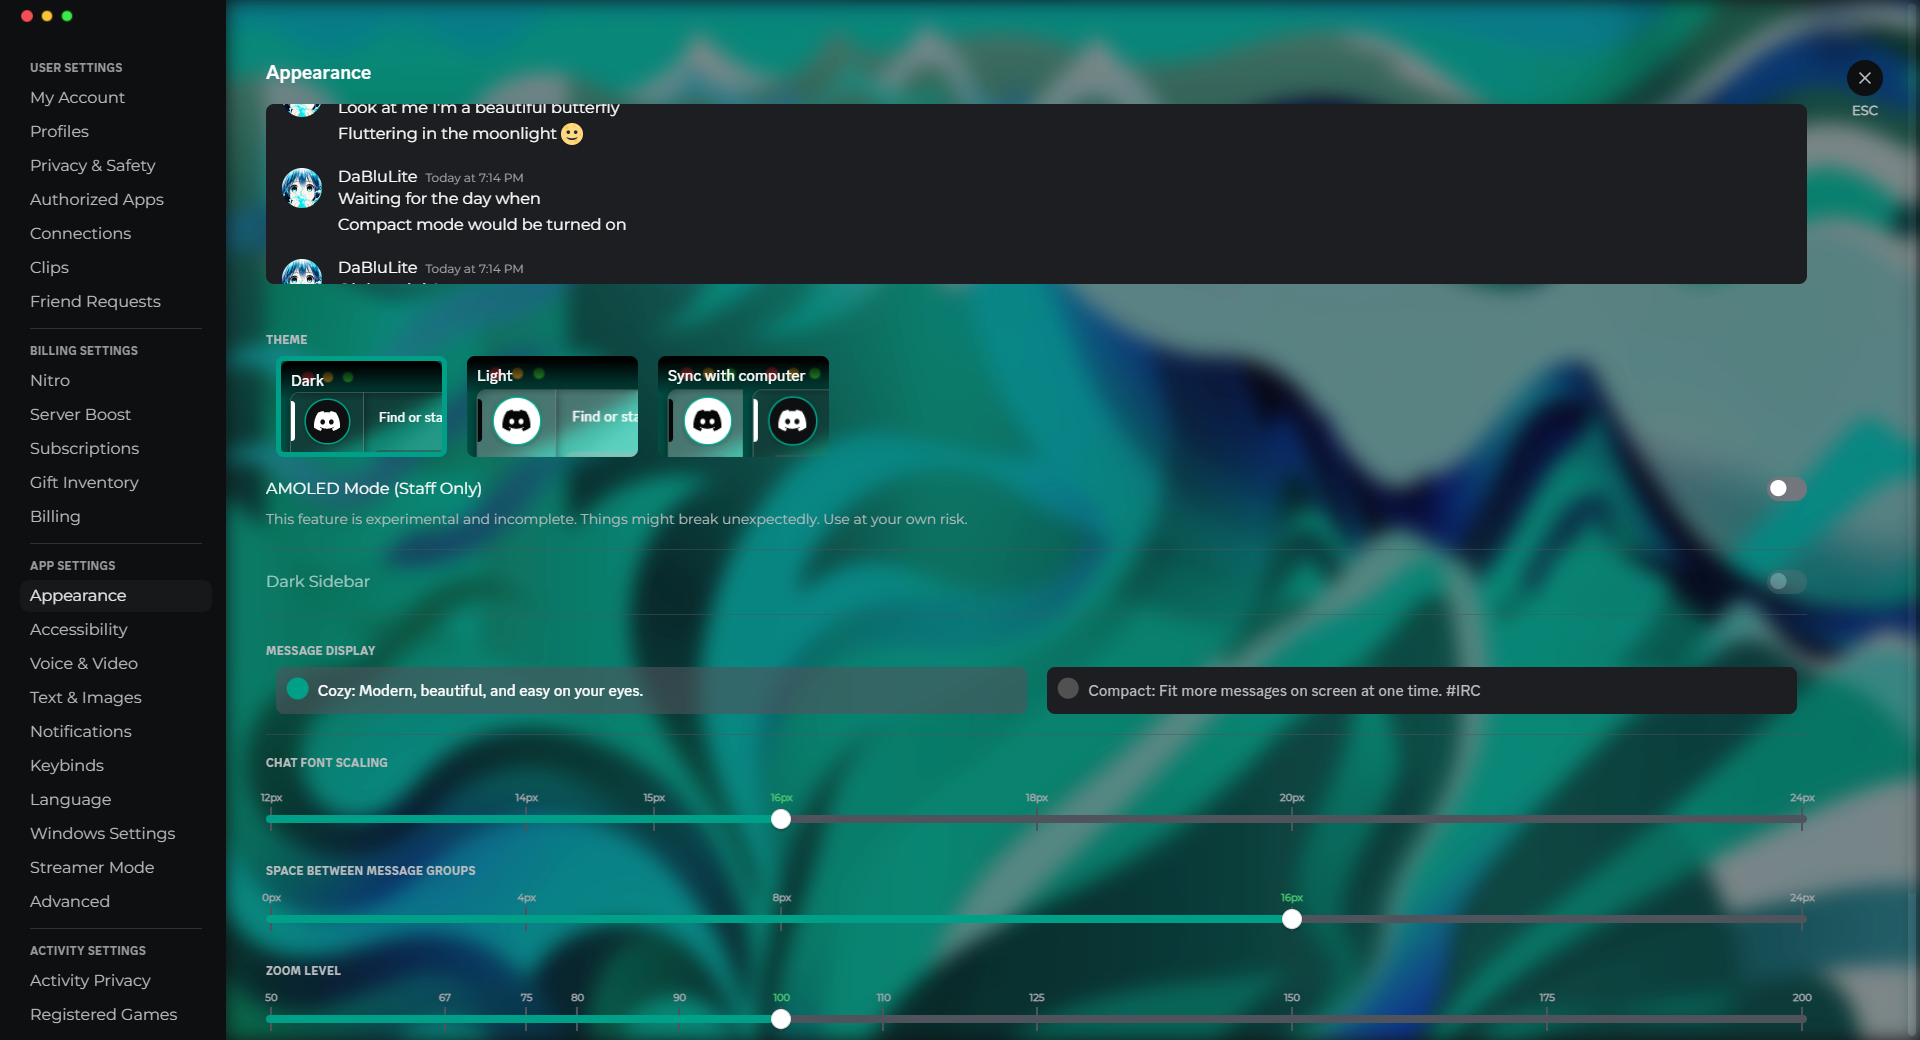 USER SETTINGS
My Account
Profiles
Privacy & Safety
Authorized Apps
Connections
Clips
Friend Requests
BILLING SETTINGS
Nitro
Server Boost
Subscriptions
Gift Inventory
Billing
APP SETTINGS
Appearance
Accessibility
Voice & Video
Text & Images
Notifications
Keybinds
Language
Windows Settings
Streamer Mode
Advanced
ACTIVITY SETTINGS
Activity Privacy
Registered Games
Appearance
ESC
Look at me I'm a beautiful butterfly
Fluttering in the moonlight
DaBluLite Today at 7:14 PM
Waiting for the day when
Compact mode would be turned on
DaBluLite Today at 7:14 PM
THEME
Dark
Find or sta
Light
Find or sta
Sync with computer
AMOLED Mode (Staff Only)
This feature is experimental and incomplete. Things might break unexpectedly. Use at your own risk.
Dark Sidebar
MESSAGE DISPLAY
Cozy: Modern, beautiful, and easy on your eyes.
Compact: Fit more messages on screen at one time. #IRC
CHAT FONT SCALING
12px 14px 15px 16px 18px 20px 24px
SPACE BETWEEN MESSAGE GROUPS
0px 4px 8px 16px 24px
ZOOM LEVEL
50 67 75 80 90 100 110 125 150 175 200